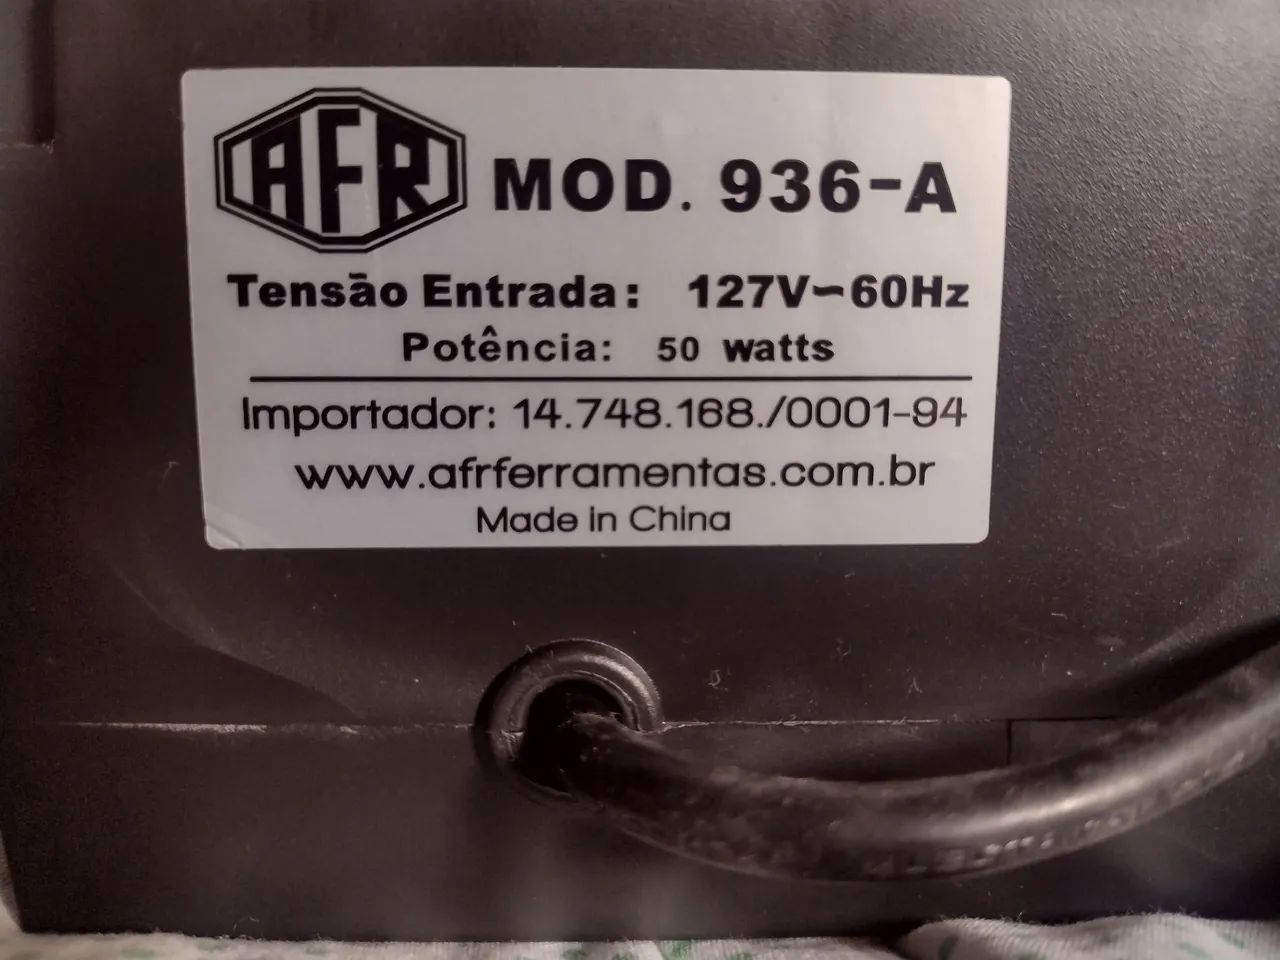 AFR MOD. 936-A
Tensão Entrada: 127V~60Hz
Potência: 50 watts
Importador: 14.748.168./0001-94
www.afrferramentas.com.br
Made in China